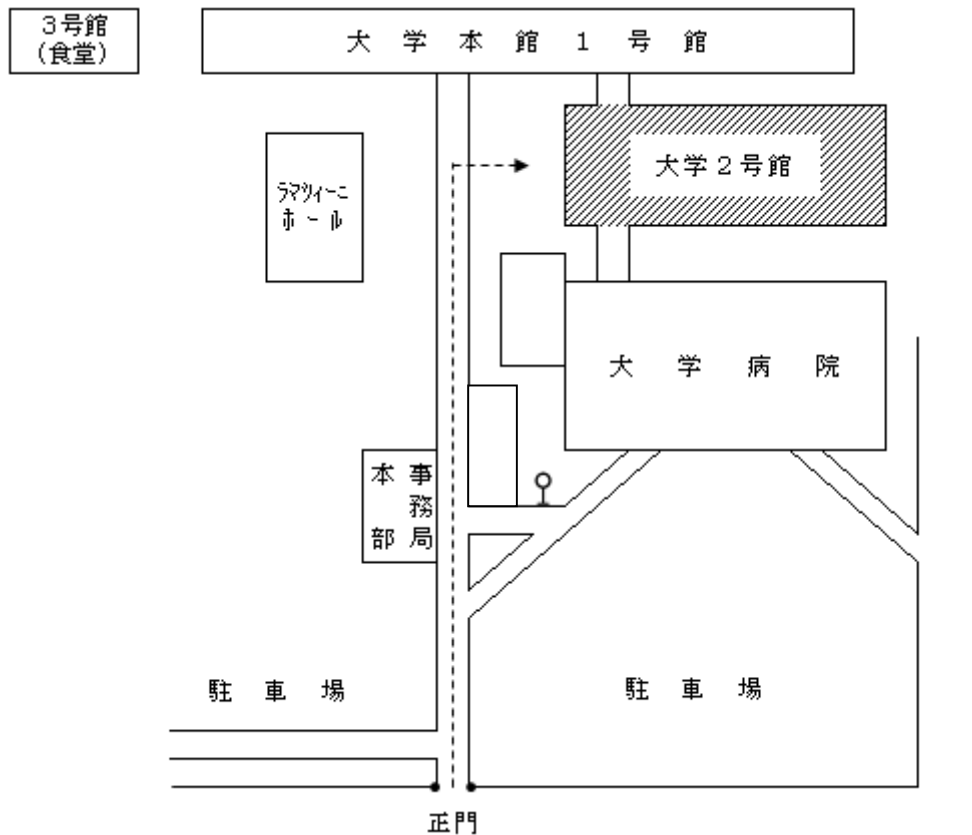 ３号館
（食堂）
大学本館１号館
大学２号館
ﾗﾏﾂｨｰﾆ
ホール
大学病院
本部
事務局
駐車場
駐車場
正門